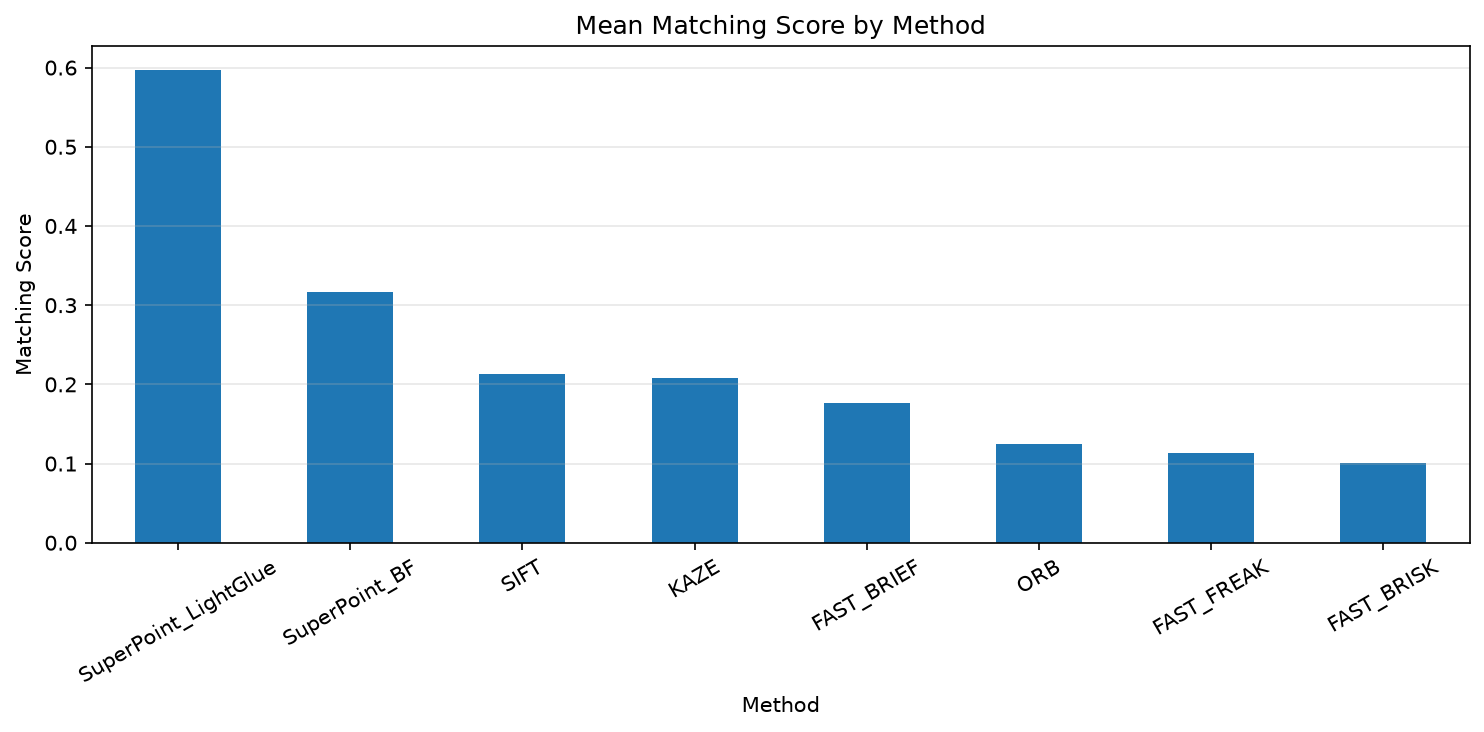 Mean Matching Score by Method
Matching Score
0.6
0.5
0.4
0.3
0.2
0.1
0.0
SuperPoint_LightGlue
SuperPoint_BF
SIFT
KAZE
FAST_BRIEF
ORB
FAST_FREAK
FAST_BRISK
Method